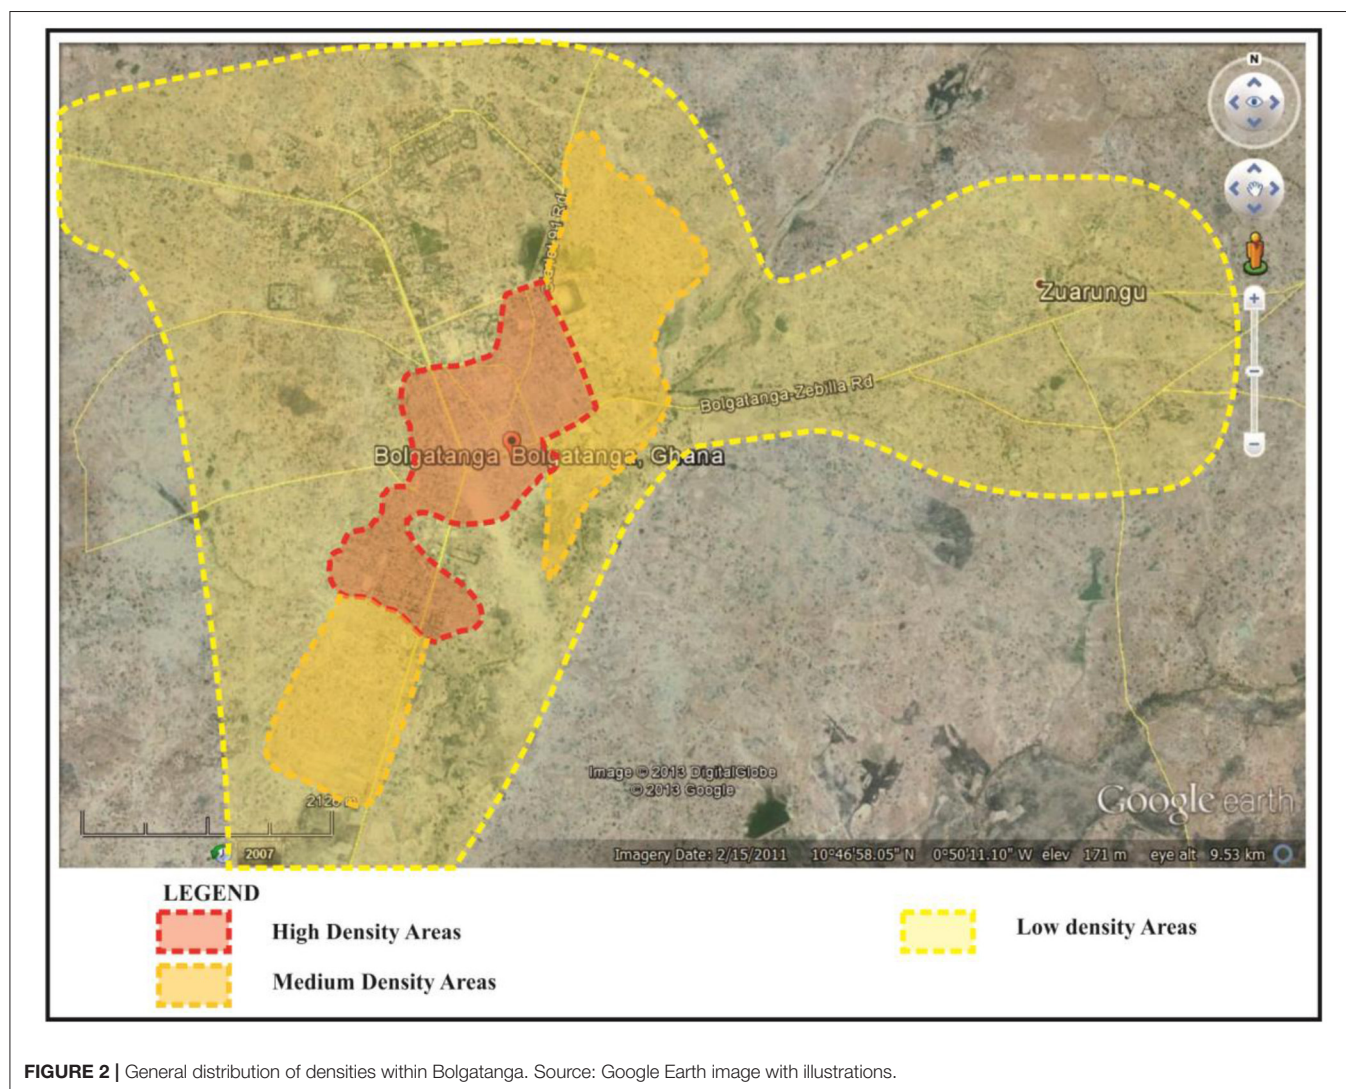 N
Zuarungu
Bolgatanga-Zebilla Rd
Bolgatanga Bolgatanga, Ghana
Image © 2013 DigitalGlobe
© 2013 Google
Google earth
2007
Imagery Date: 2/15/2011 10°46'58.05" N 0°50'11.10" W elev 171 m eye alt 9.53 km
LEGEND
High Density Areas
Low density Areas
Medium Density Areas
FIGURE 2 | General distribution of densities within Bolgatanga. Source: Google Earth image with illustrations.